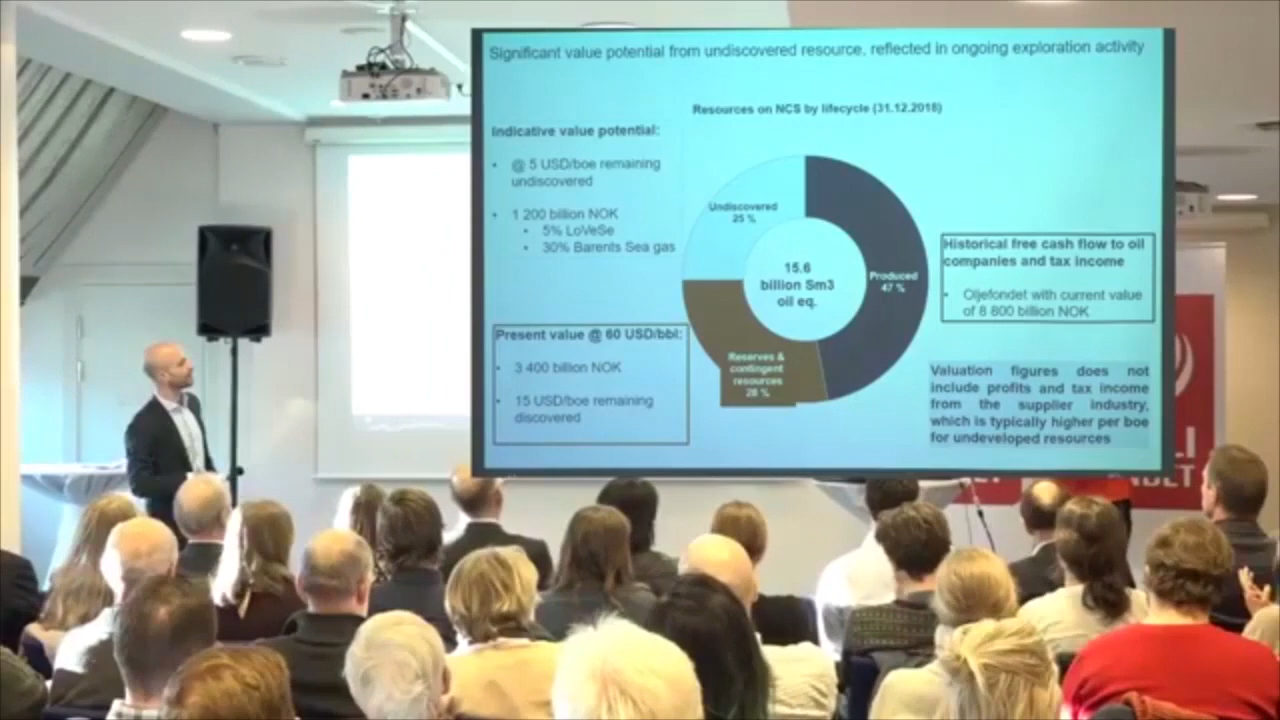 Significant value potential from undiscovered resource, reflected in ongoing exploration activity
Resources on NCS by lifecycle (31.12.2018)
Indicative value potential:
• @ 5 USD/boe remaining
undiscovered
• 1 200 billion NOK
• 5% LoVeSe
• 30% Barents Sea gas
Present value @ 60 USD/bbl:
• 3 400 billion NOK
• 15 USD/boe remaining
discovered
Undiscovered
25 %
15.6
billion Sm3
oil eq.
Produced
47 %
Reserves &
contingent
resources
28 %
Historical free cash flow to oil
companies and tax income
• Oljefondet with current value
of 8 800 billion NOK
Valuation figures does not
include profits and tax income
from the supplier industry,
which is typically higher per boe
for undeveloped resources